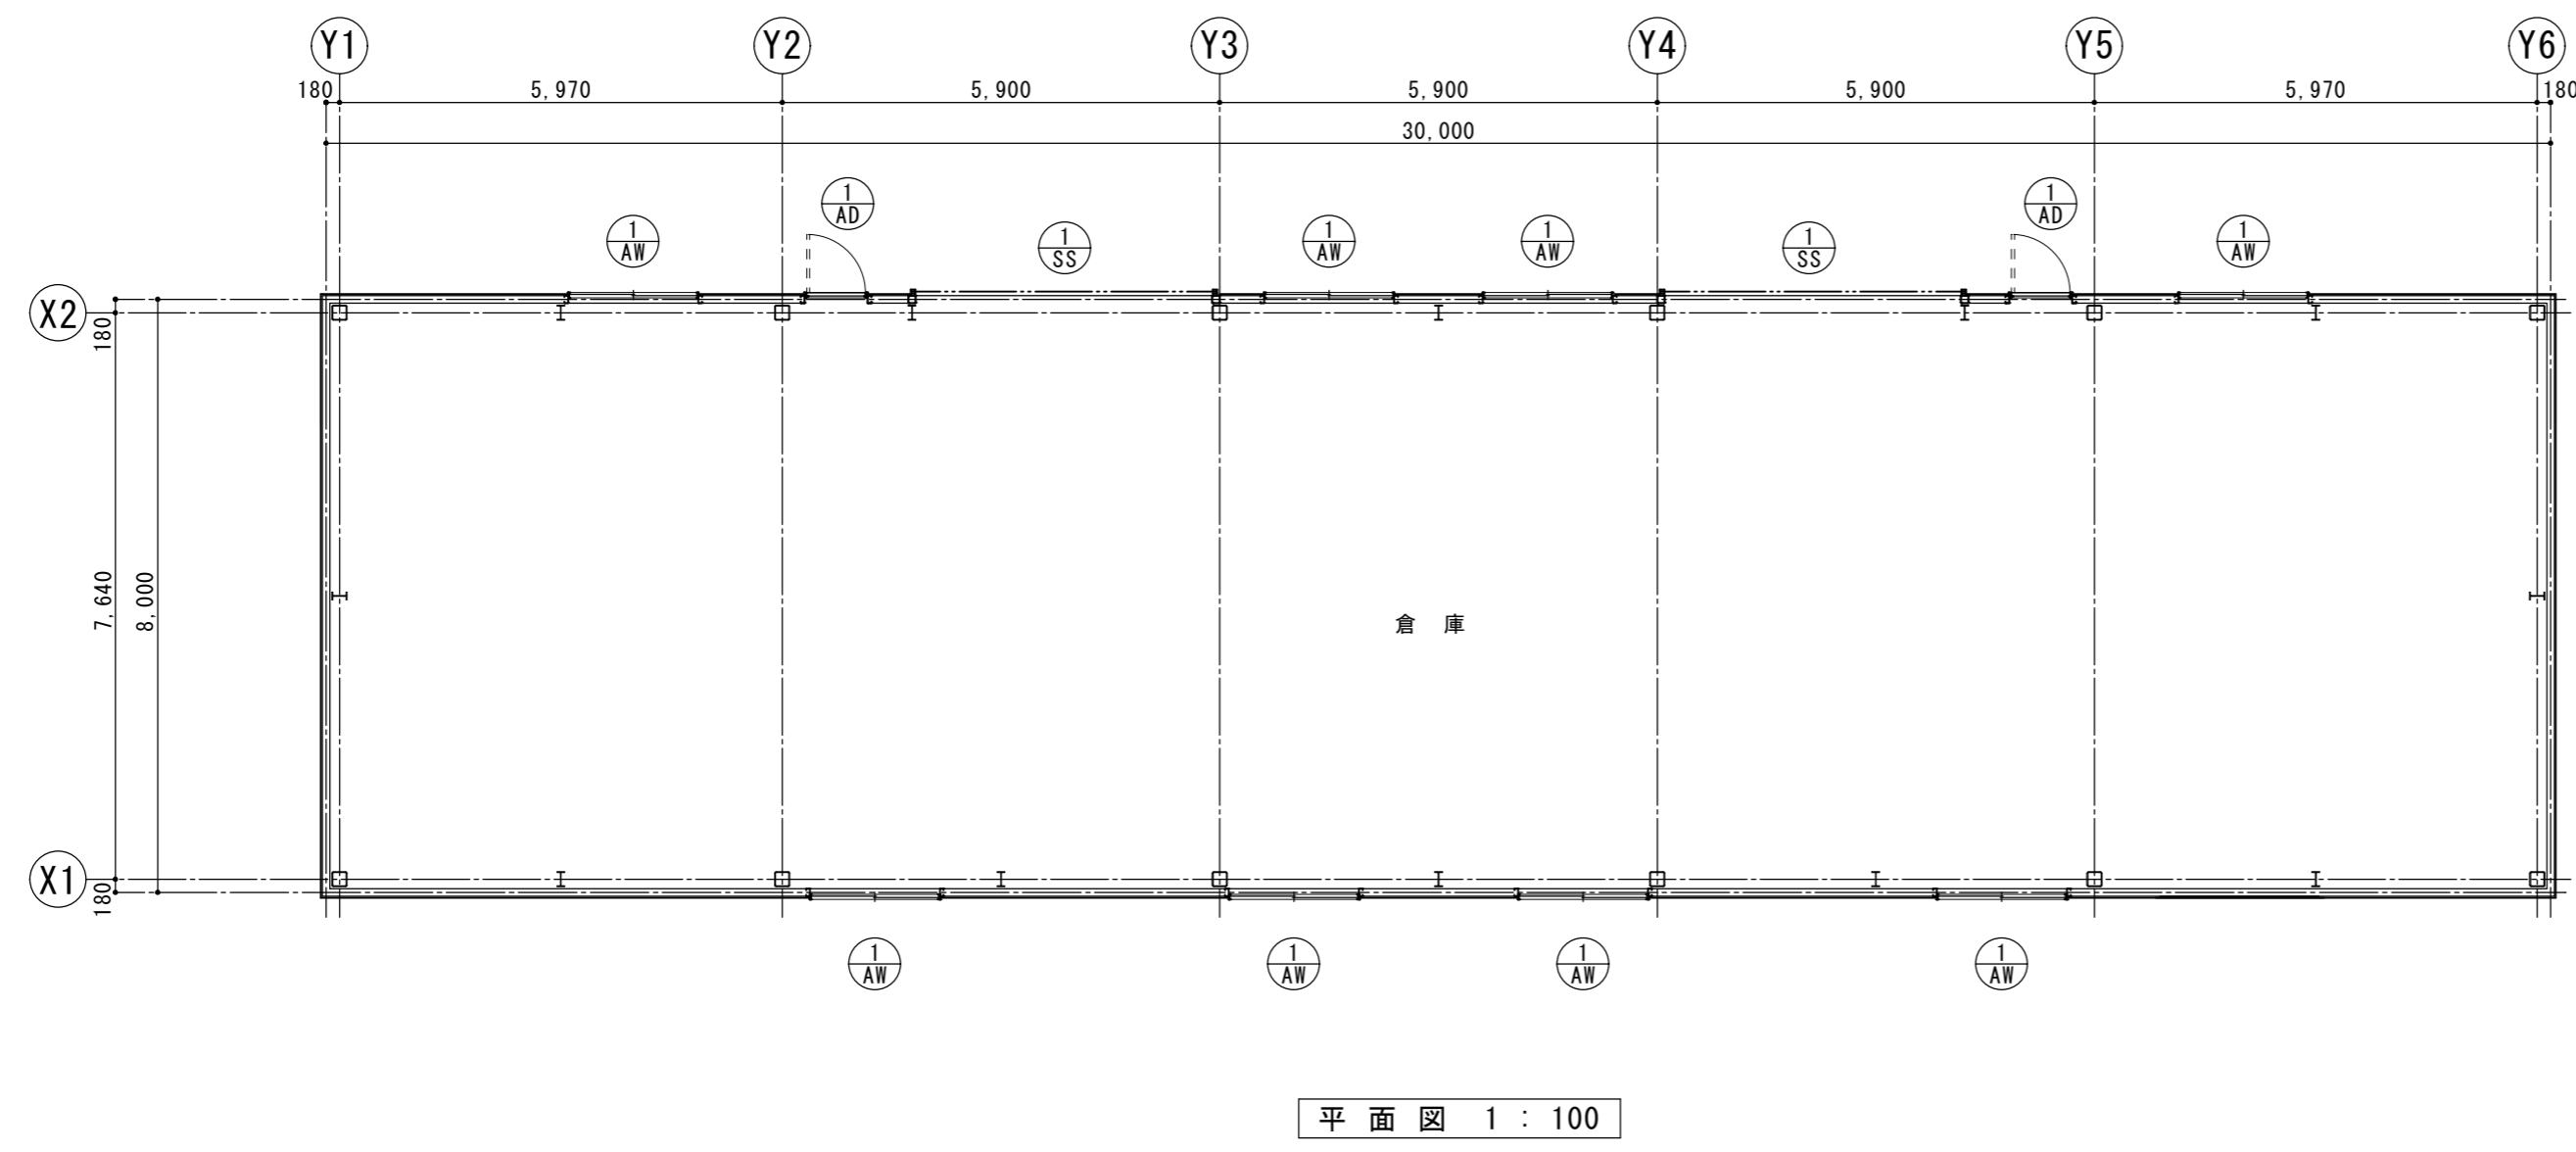 Y1 Y2 Y3 Y4 Y5 Y6
180 5,970 5,900 5,900 5,900 5,970 180
30,000
1 AD 1 AD
1 AW 1 SS 1 AW 1 AW 1 SS 1 AW
X2
180
7,640
8,000
倉 庫
X1
180
1 AW 1 AW 1 AW 1 AW
平 面 図 1 : 100